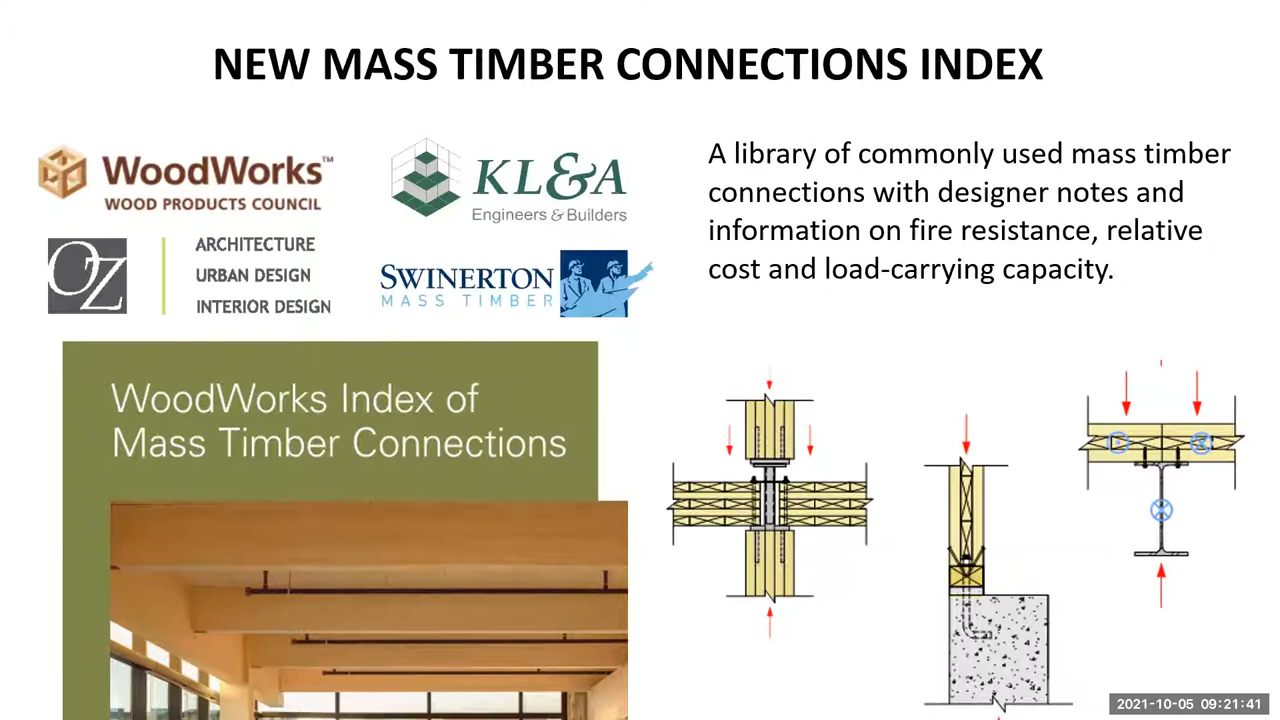 NEW MASS TIMBER CONNECTIONS INDEX
WoodWorks™
WOOD PRODUCTS COUNCIL
KL&A
Engineers & Builders
OZ
ARCHITECTURE
URBAN DESIGN
INTERIOR DESIGN
SWINERTON
MASS TIMBER
A library of commonly used mass timber
connections with designer notes and
information on fire resistance, relative
cost and load-carrying capacity.
WoodWorks Index of
Mass Timber Connections
2021-10-05 09:21:41